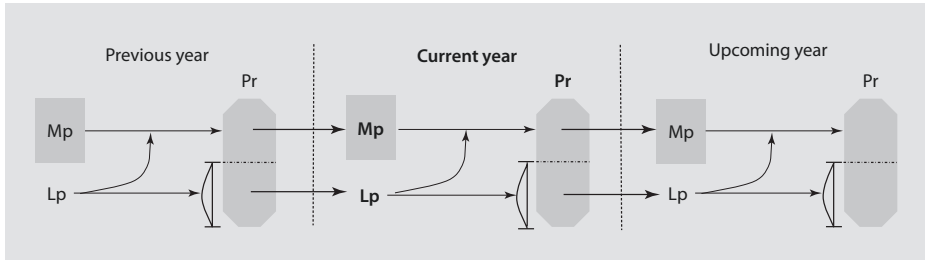 Previous year
Current year
Upcoming year
Pr
Pr
Pr
Mp
Mp
Mp
Lp
Lp
Lp